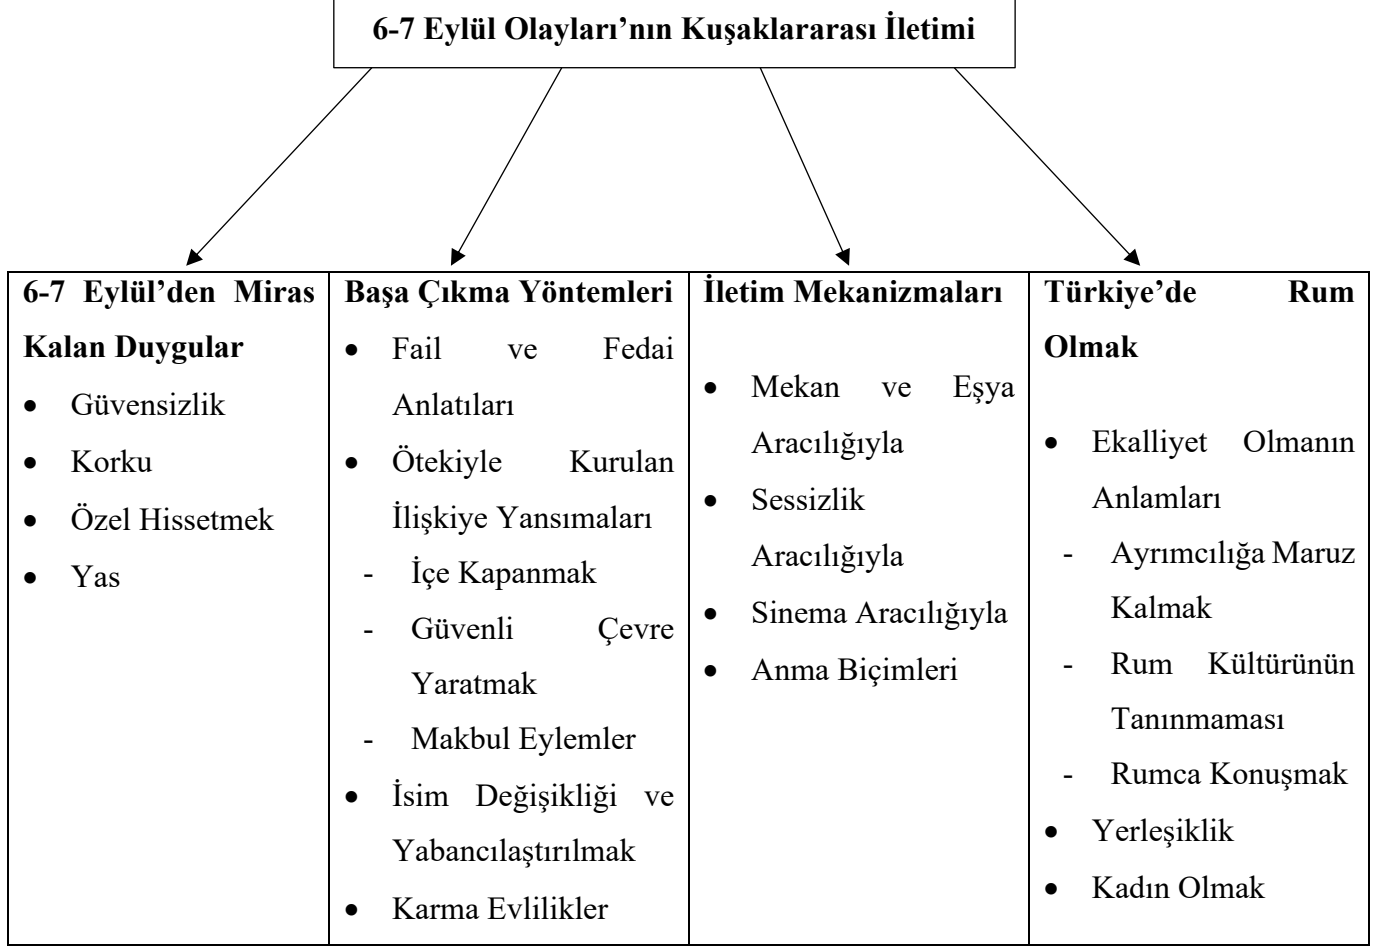 6-7 Eylül Olayları’nın Kuşaklararası İletimi
6-7 Eylül’den Miras
Kalan Duygular
• Güvensizlik
• Korku
• Özel Hissetmek
• Yas
Başa Çıkma Yöntemleri
• Fail ve Fedai
Anlatıları
• Ötekiyle Kurulan
İlişkiye Yansımaları
- İçe Kapanmak
- Güvenli Çevre
Yaratmak
- Makbul Eylemler
• İsim Değişikliği ve
Yabancılaştırılmak
• Karma Evlilikler
İletim Mekanizmaları
• Mekan ve Eşya
Aracılığıyla
• Sessizlik
Aracılığıyla
• Sinema Aracılığıyla
• Anma Biçimleri
Türkiye’de Rum
Olmak
• Ekalliyet Olmanın
Anlamları
- Ayrımcılığa Maruz
Kalmak
- Rum Kültürünün
Tanınmaması
- Rumca Konuşmak
• Yerleşiklik
• Kadın Olmak